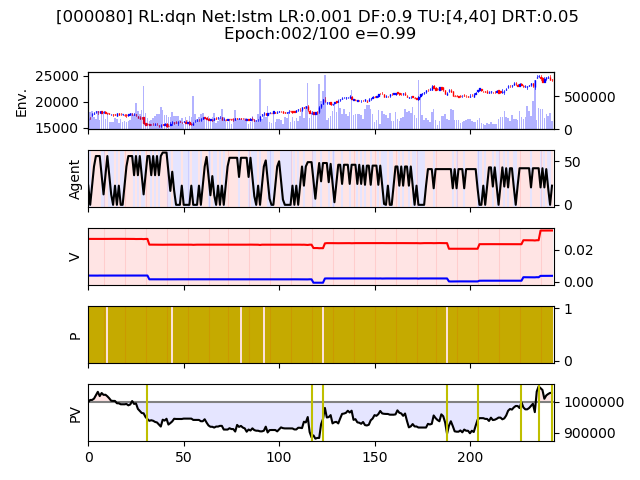 [000080] RL:dqn Net:lstm LR:0.001 DF:0.9 TU:[4,40] DRT:0.05
Epoch:002/100 e=0.99
Env.
25000
20000
15000
500000
0
Agent
50
0
V
0.02
0.00
P
1
0
PV
1000000
900000
0 50 100 150 200